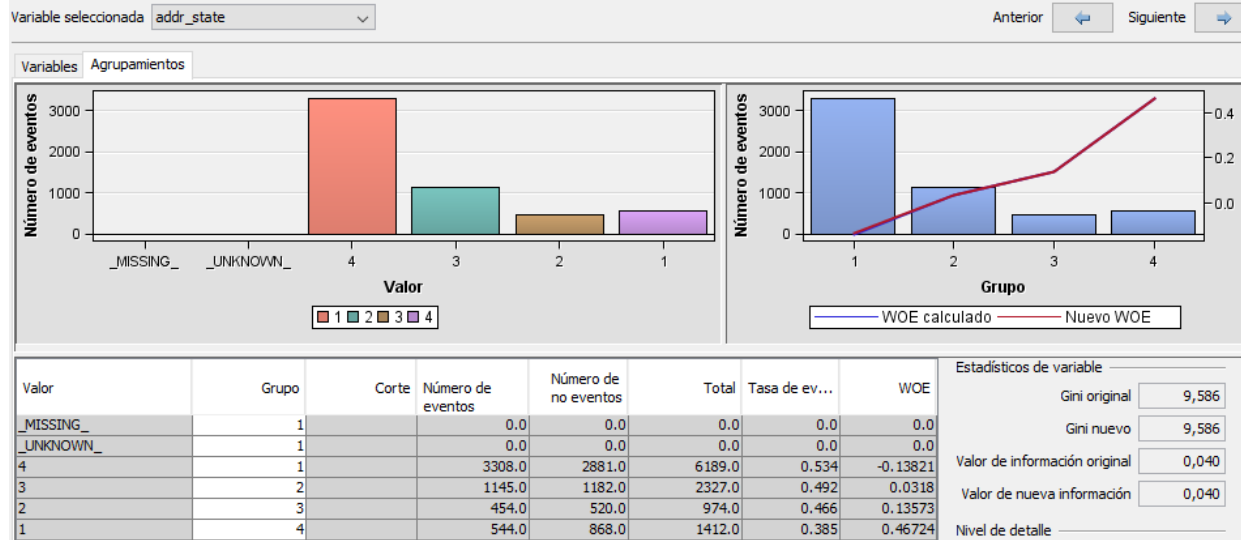 Variable seleccionada addr_state Anterior Siguiente
Variables Agrupamientos
Número de eventos
3000
2000
1000
0
_MISSING_ _UNKNOWN_ 4 3 2 1
Valor
1 2 3 4
Número de eventos
3000
2000
1000
0
0.4
0.2
0.0
1 2 3 4
Grupo
WOE calculado Nuevo WOE
Valor Grupo Corte Número de eventos Número de no eventos Total Tasa de ev... WOE
_MISSING_ 1 0.0 0.0 0.0 0.0 0.0
_UNKNOWN_ 1 0.0 0.0 0.0 0.0 0.0
4 1 3308.0 2881.0 6189.0 0.534 -0.13821
3 2 1145.0 1182.0 2327.0 0.492 0.0318
2 3 454.0 520.0 974.0 0.466 0.13573
1 4 544.0 868.0 1412.0 0.385 0.46724
Estadísticos de variable
Gini original 9,586
Gini nuevo 9,586
Valor de información original 0,040
Valor de nueva información 0,040
Nivel de detalle